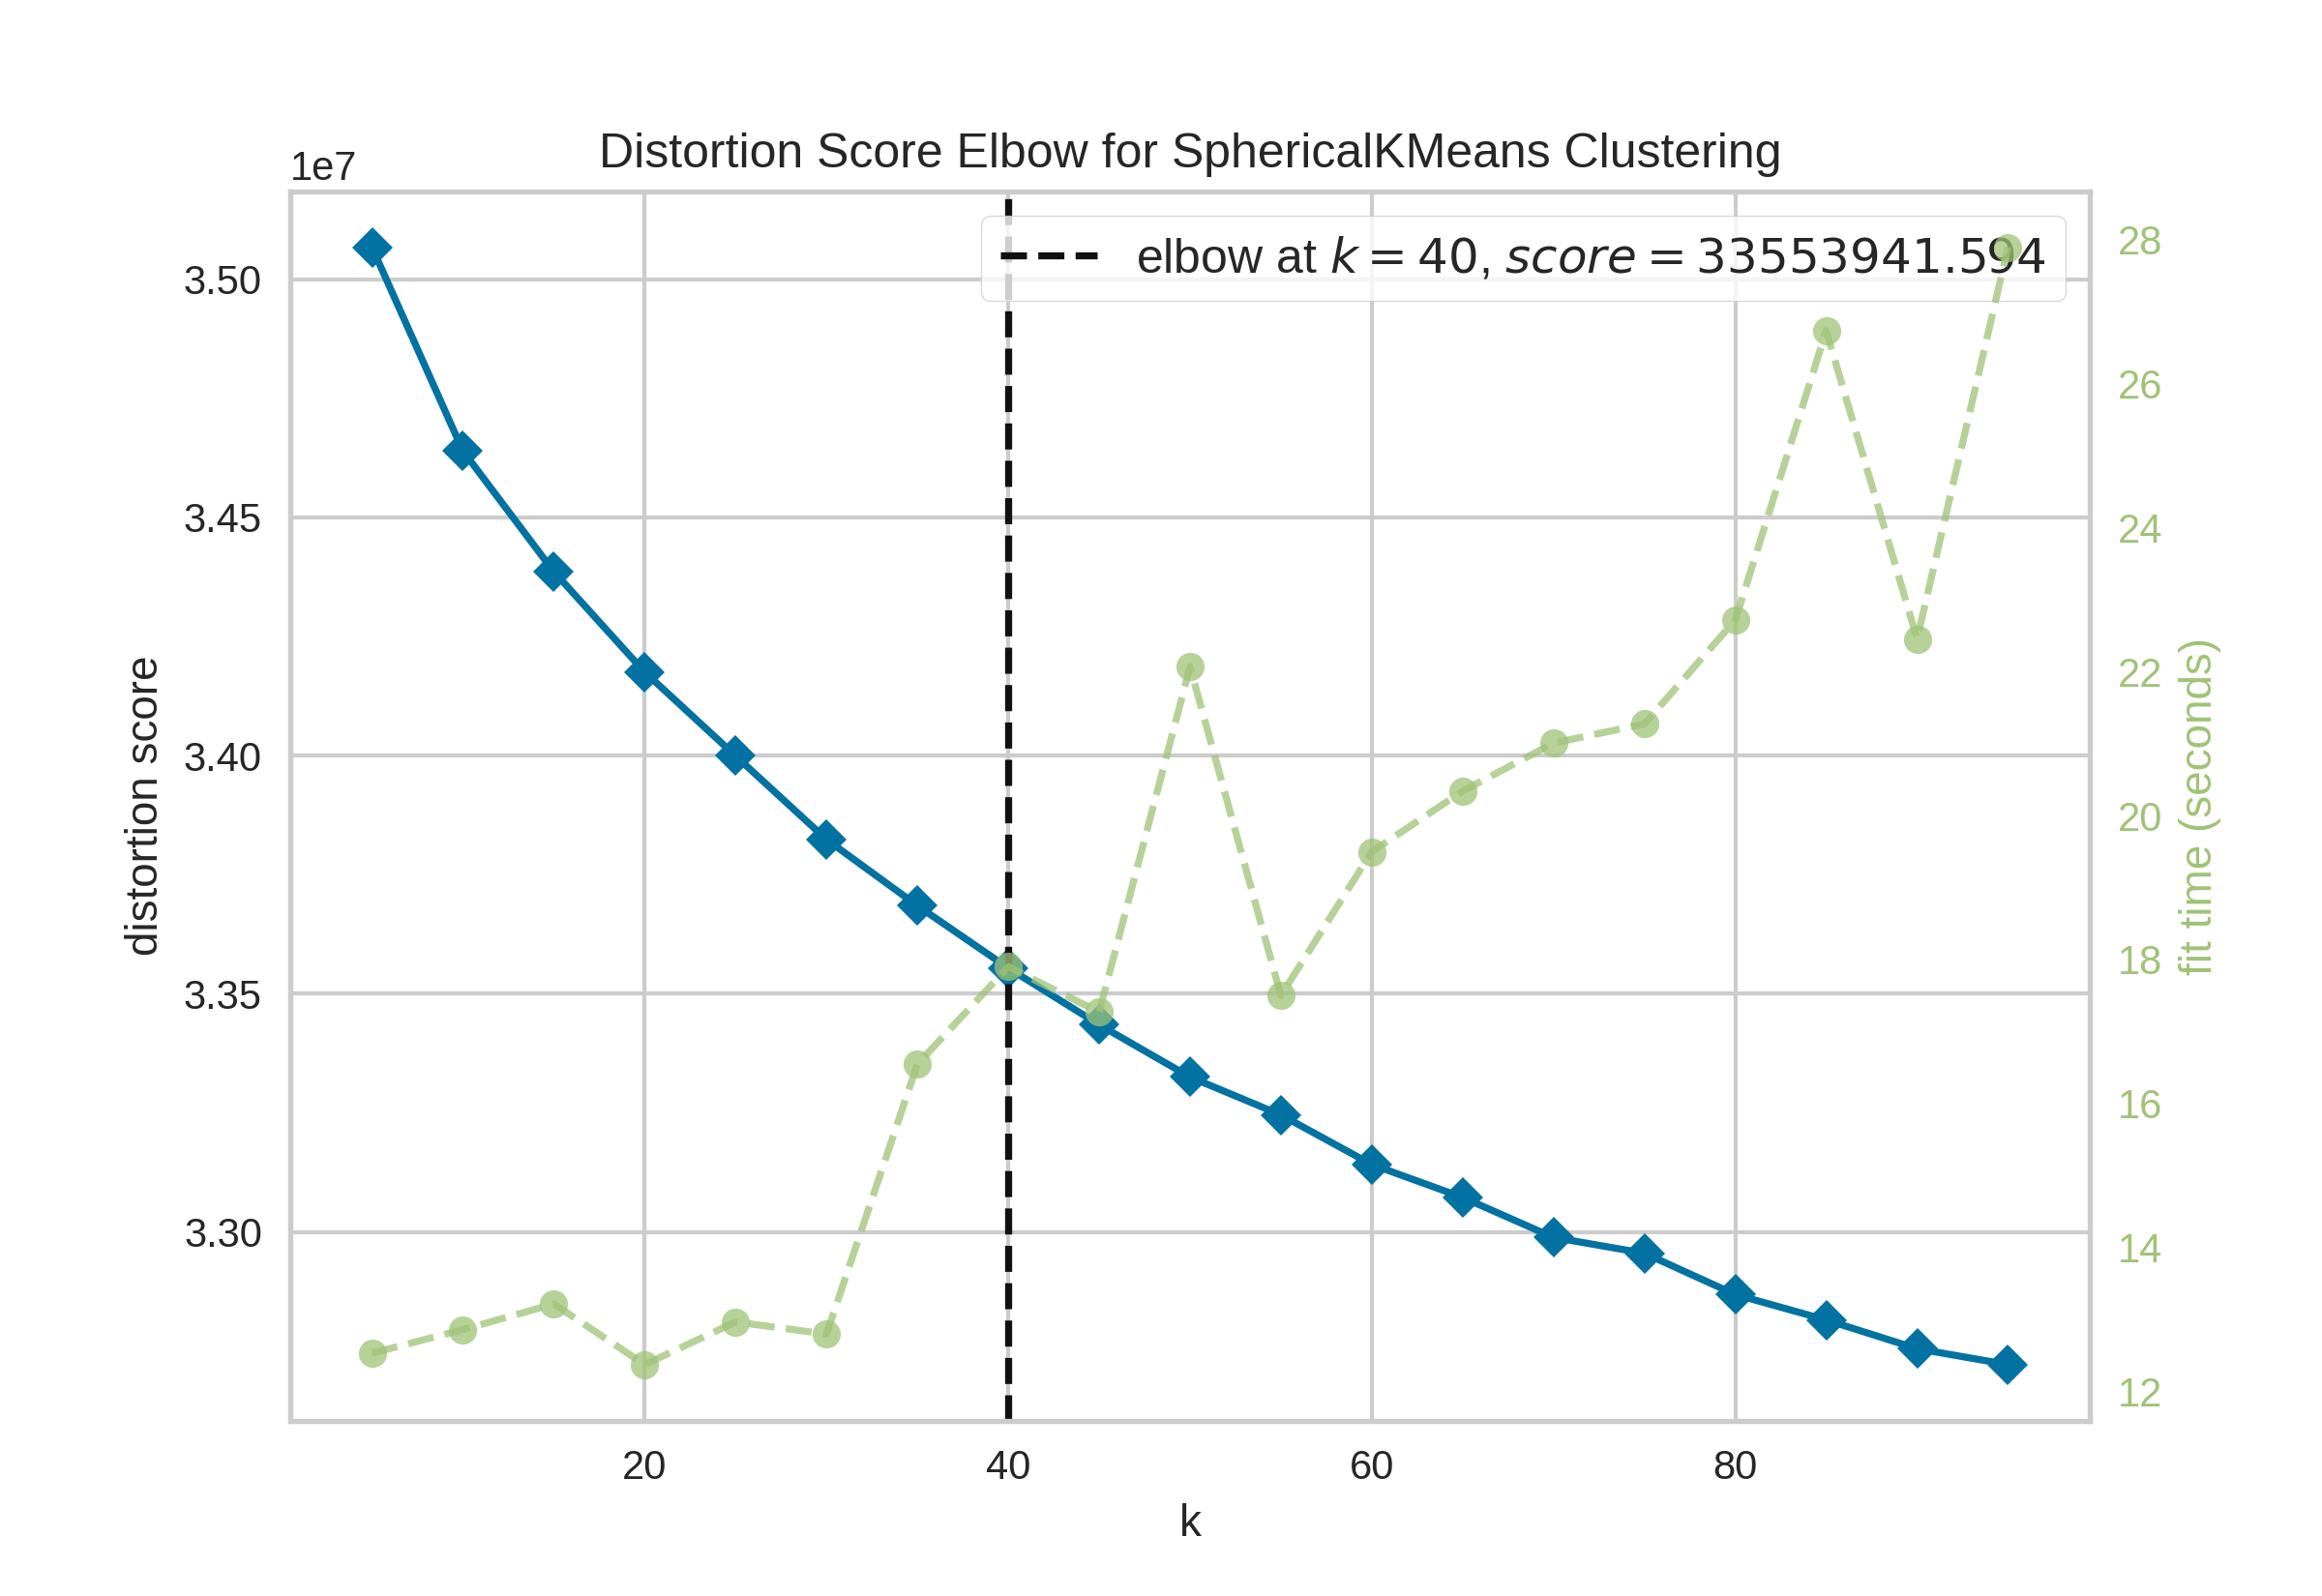 Distortion Score Elbow for SphericalKMeans Clustering
1e7
elbow at k = 40, score = 33553941.594
3.50
3.45
3.40
3.35
3.30
distortion score
28
26
24
22
20
18
16
14
12
fit time (seconds)
20 40 60 80
k